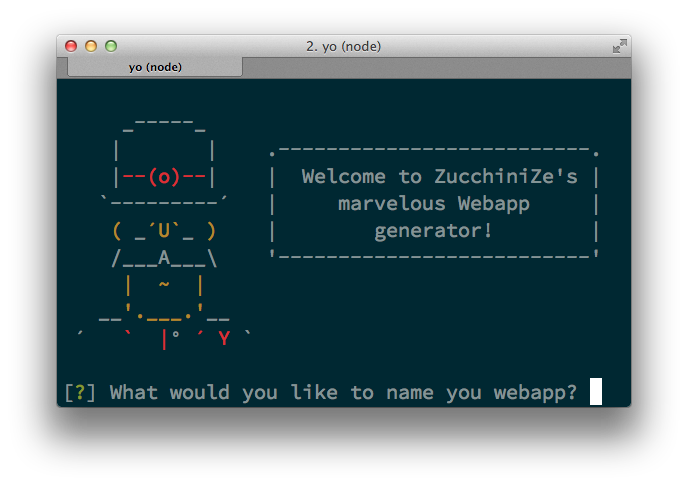 2. yo (node)
yo (node)
Welcome to ZucchiniZe's
marvelous Webapp
generator!
[?] What would you like to name you webapp?